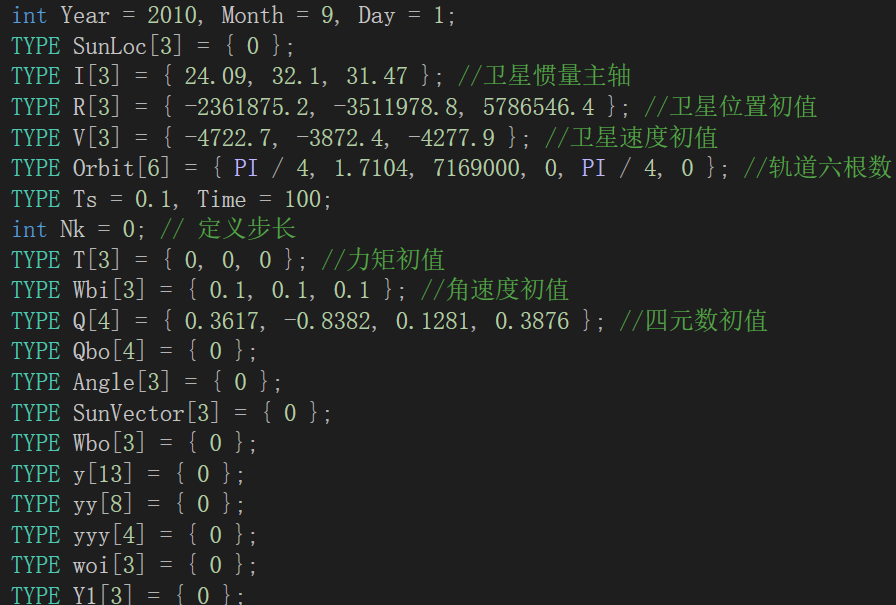 int Year = 2010, Month = 9, Day = 1;
TYPE SunLoc[3] = { 0 };
TYPE I[3] = { 24.09, 32.1, 31.47 }; //卫星惯量主轴
TYPE R[3] = { -2361875.2, -3511978.8, 5786546.4 }; //卫星位置初值
TYPE V[3] = { -4722.7, -3872.4, -4277.9 }; //卫星速度初值
TYPE Orbit[6] = { PI / 4, 1.7104, 7169000, 0, PI / 4, 0 }; //轨道六根数
TYPE Ts = 0.1, Time = 100;
int Nk = 0; // 定义步长
TYPE T[3] = { 0, 0, 0 }; //力矩初值
TYPE Wbi[3] = { 0.1, 0.1, 0.1 }; //角速度初值
TYPE Q[4] = { 0.3617, -0.8382, 0.1281, 0.3876 }; //四元数初值
TYPE Qbo[4] = { 0 };
TYPE Angle[3] = { 0 };
TYPE SunVector[3] = { 0 };
TYPE Wbo[3] = { 0 };
TYPE y[13] = { 0 };
TYPE yy[8] = { 0 };
TYPE yyy[4] = { 0 };
TYPE woi[3] = { 0 };
TYPE Y1[3] = { 0 };